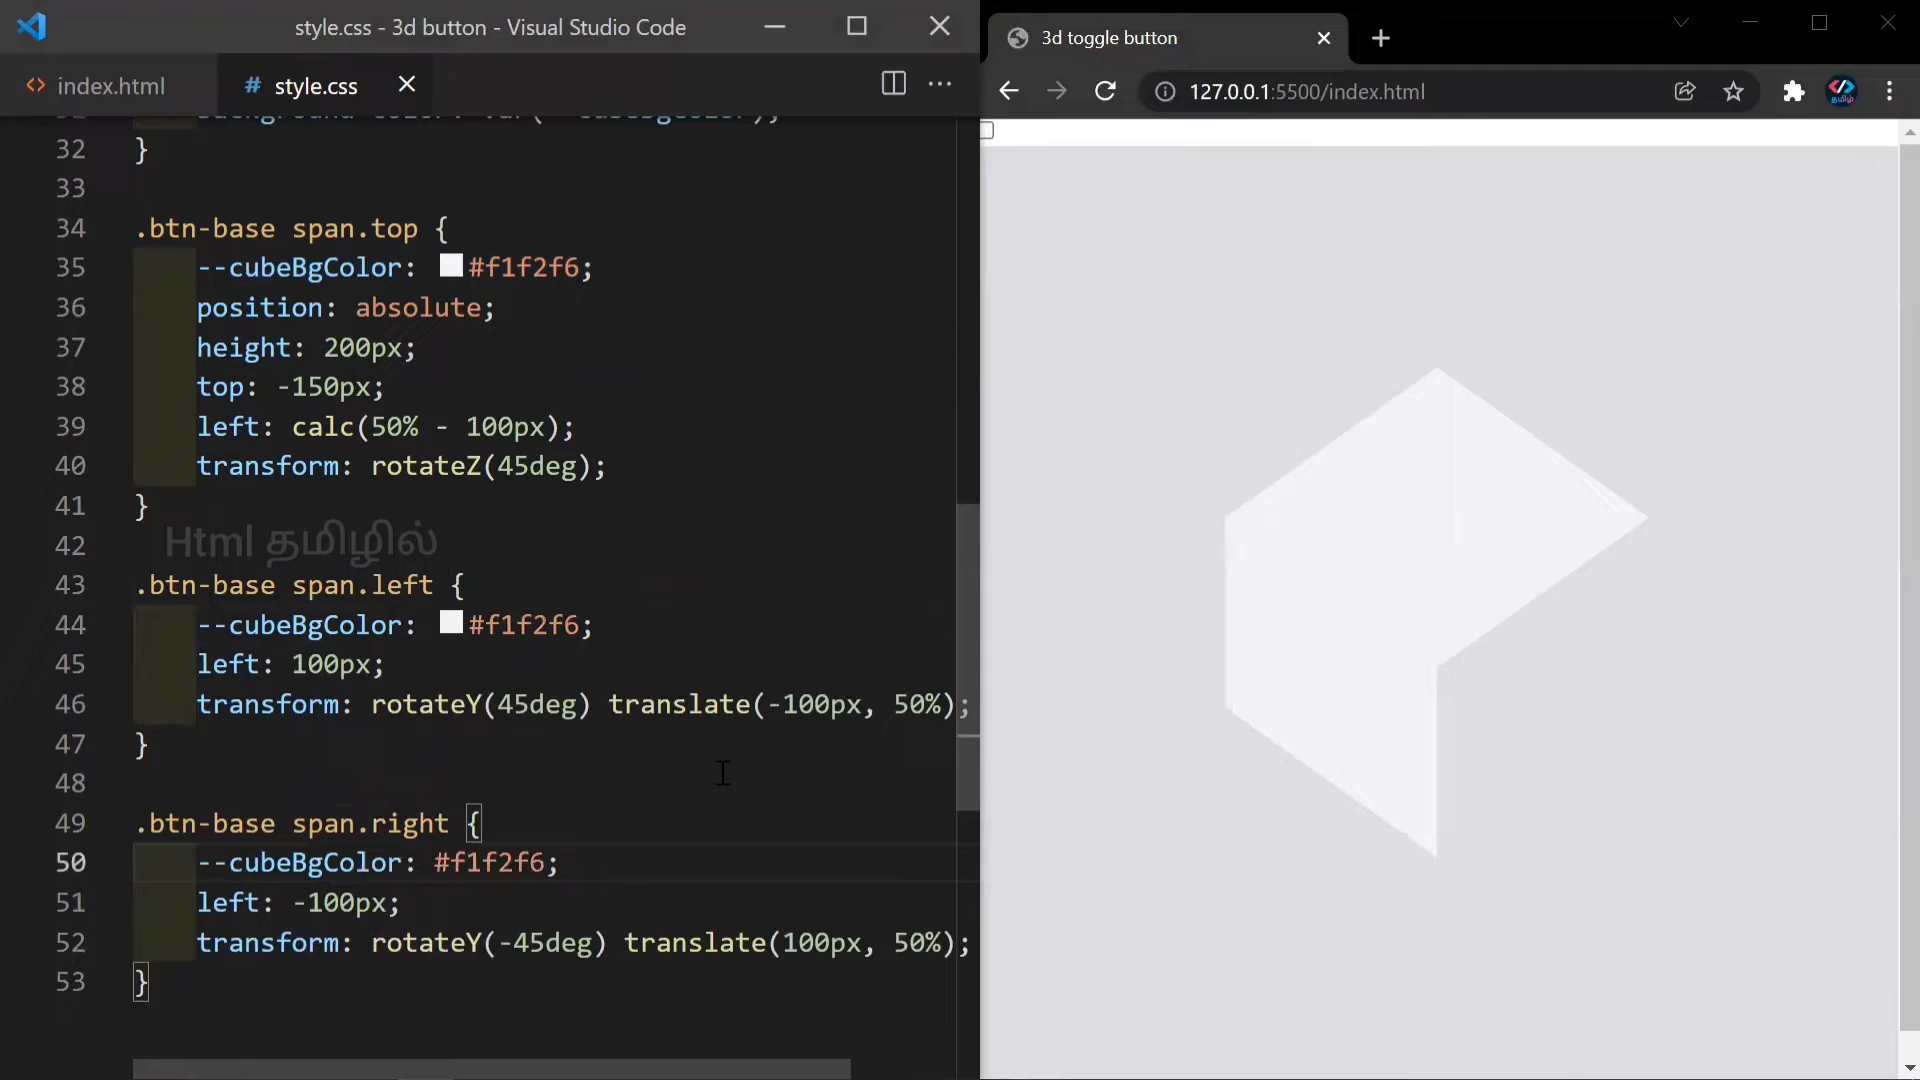 style.css - 3d button - Visual Studio Code
index.html
# style.css
32 }
33
34 .btn-base span.top {
35 --cubeBgColor: #f1f2f6;
36 position: absolute;
37 height: 200px;
38 top: -150px;
39 left: calc(50% - 100px);
40 transform: rotateZ(45deg);
41 }
Html தமிழில்
42
43 .btn-base span.left {
44 --cubeBgColor: #f1f2f6;
45 left: 100px;
46 transform: rotateY(45deg) translate(-100px, 50%);
47 }
48
49 .btn-base span.right {
50 --cubeBgColor: #f1f2f6;
51 left: -100px;
52 transform: rotateY(-45deg) translate(100px, 50%);
53 }
3d toggle button
127.0.0.1:5500/index.html
தமிழ்